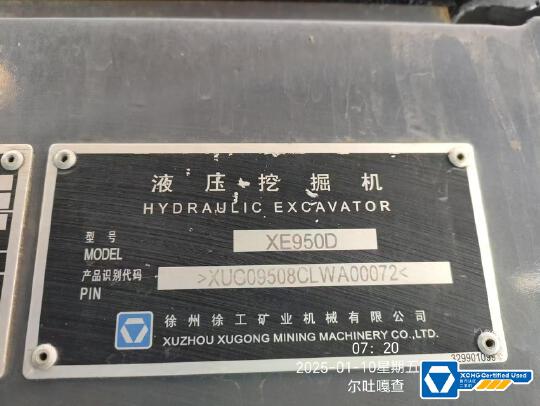 液压挖掘机
HYDRAULIC EXCAVATOR
型号
MODEL
XE950D
产品识别代码
PIN
>XUG09508CLWA00072<
徐州徐工矿业机械有限公司
XUZHOU XUGONG MINING MACHINERY CO.,LTD.
07:20
2025-01-10星期五
尔吐嘎查
XCMG Certified Used